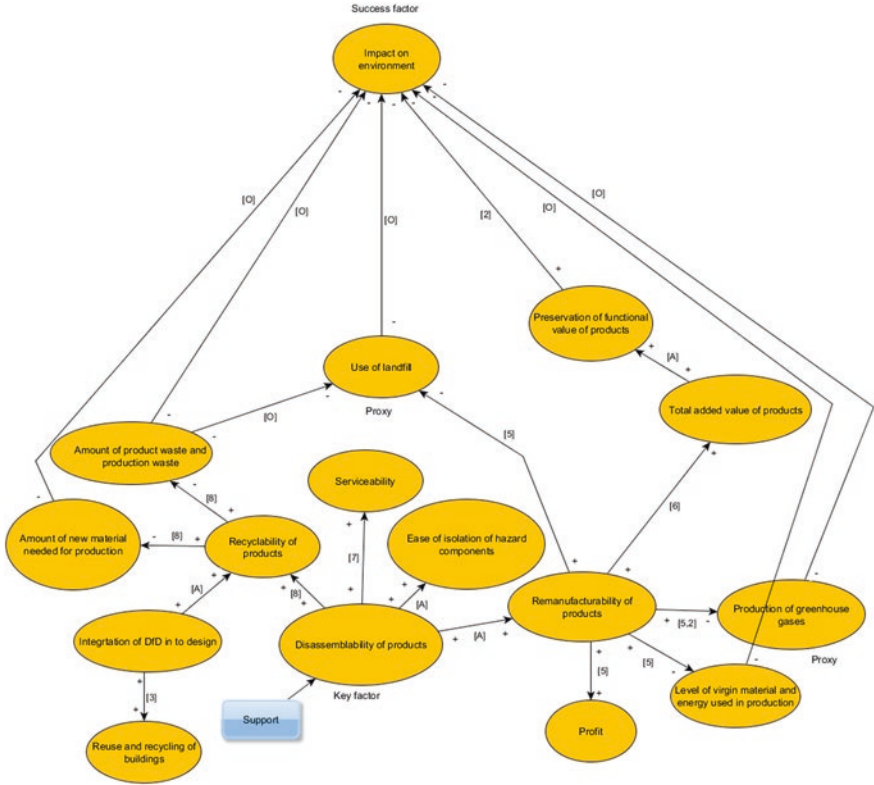 Success factor
Impact on
environment
-
-
-
-
-
-
-
[O]
[O]
[O]
[2]
[O]
[O]
+
Preservation of functional
value of products
+
[A]
+
-
Use of landfill
Proxy
-
-
Total added value of products
+
-
-
[O]
[5]
Amount of product waste and
production waste
-
[8]
+
Serviceability
+
[7]
+
[6]
-
Amount of new material
needed for production
-
[8]
+
Recyclability of
products
Ease of isolation of hazard
components
+
[A]
+
+
[8]
+
+
[A]
+
+
+
Remanufacturability of
products
+
[5,2]
-
-
Production of greenhouse
gases
Proxy
Integrtation of DfD in to design
Disassemblability of products
Key factor
+
[A]
+
+
[3]
+
+
[5]
+
+
[5]
-
-
Level of virgin material and
energy used in production
Support
Profit
Reuse and recycling of
buildings